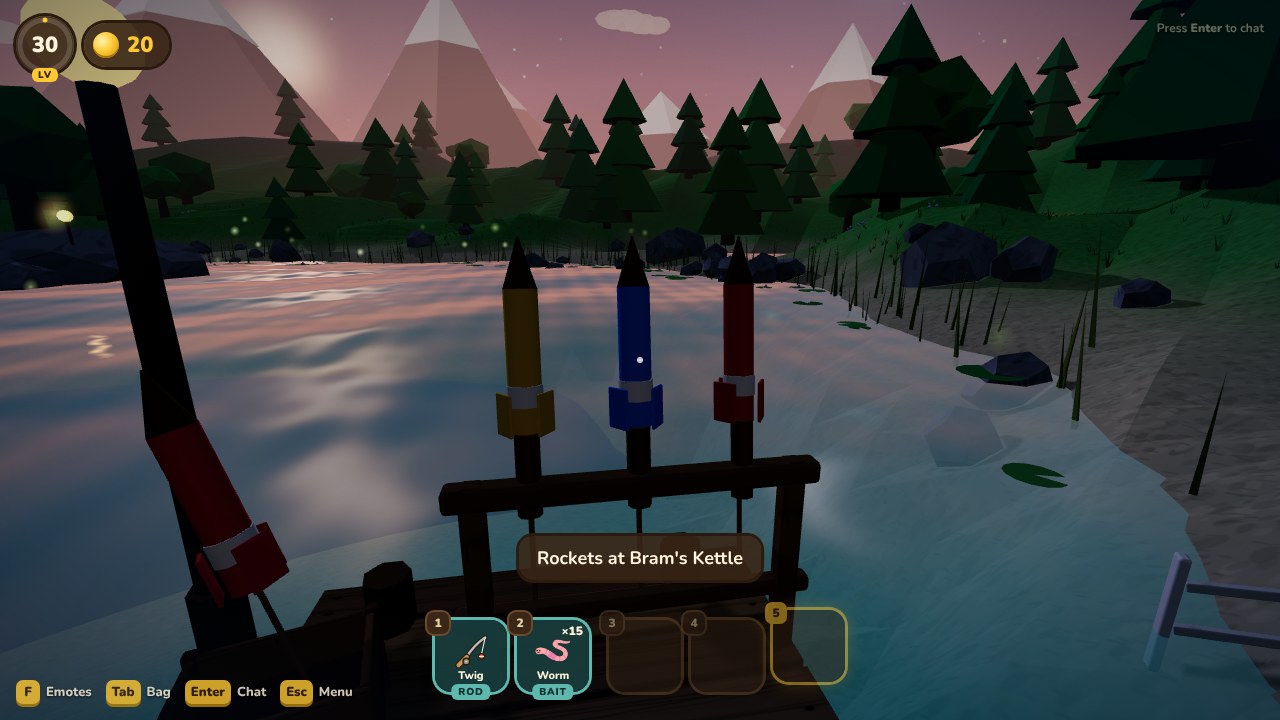 30
LV
20
Press Enter to chat
Rockets at Bram's Kettle
1
Twig
ROD
2
×15
Worm
BAIT
3
4
5
F Emotes
Tab Bag
Enter Chat
Esc Menu